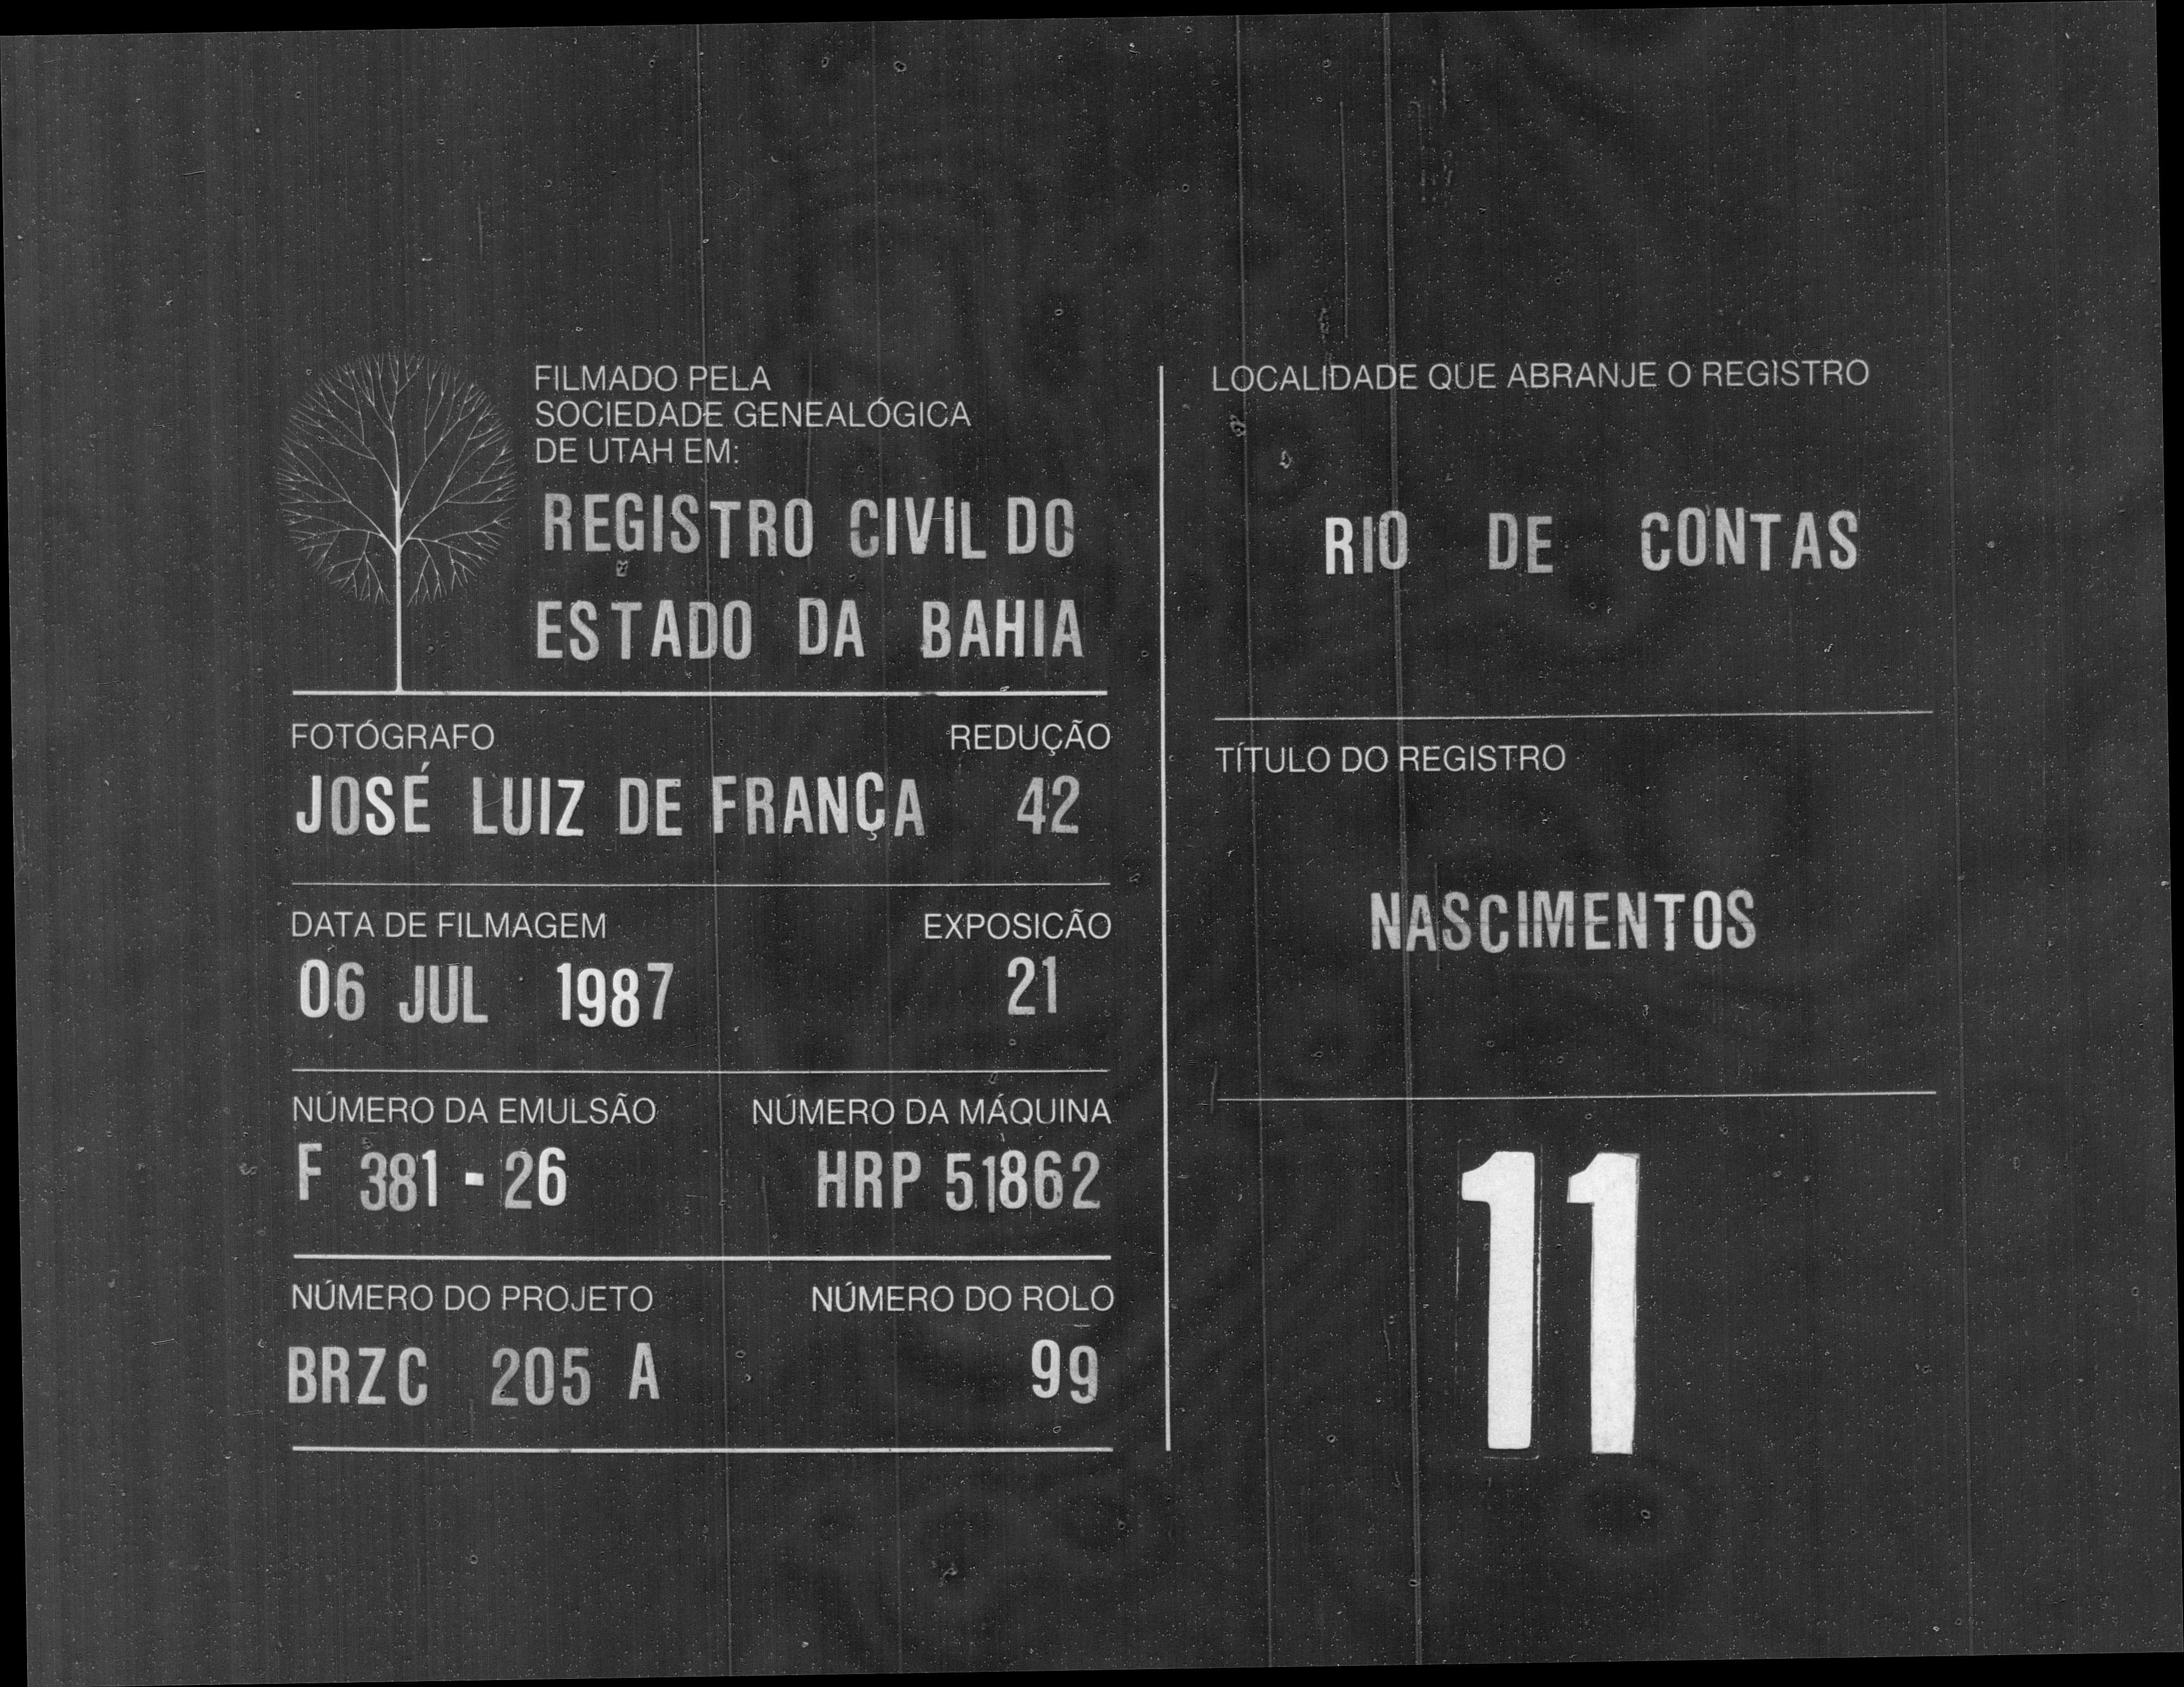 FILMADO PELA
SOCIEDADE GENEALÓGICA
DE UTAH EM:
REGISTRO CIVIL DO
ESTADO DA BAHIA
FOTÓGRAFO REDUÇÃO
JOSÉ LUIZ DE FRANÇA 42
DATA DE FILMAGEM EXPOSICÃO
06 JUL 1987 21
NÚMERO DA EMULSÃO NÚMERO DA MÁQUINA
F 381 - 26 HRP 51862
NÚMERO DO PROJETO NÚMERO DO ROLO
BRZC 205 A 99
LOCALIDADE QUE ABRANJE O REGISTRO
RIO DE CONTAS
TÍTULO DO REGISTRO
NASCIMENTOS
11